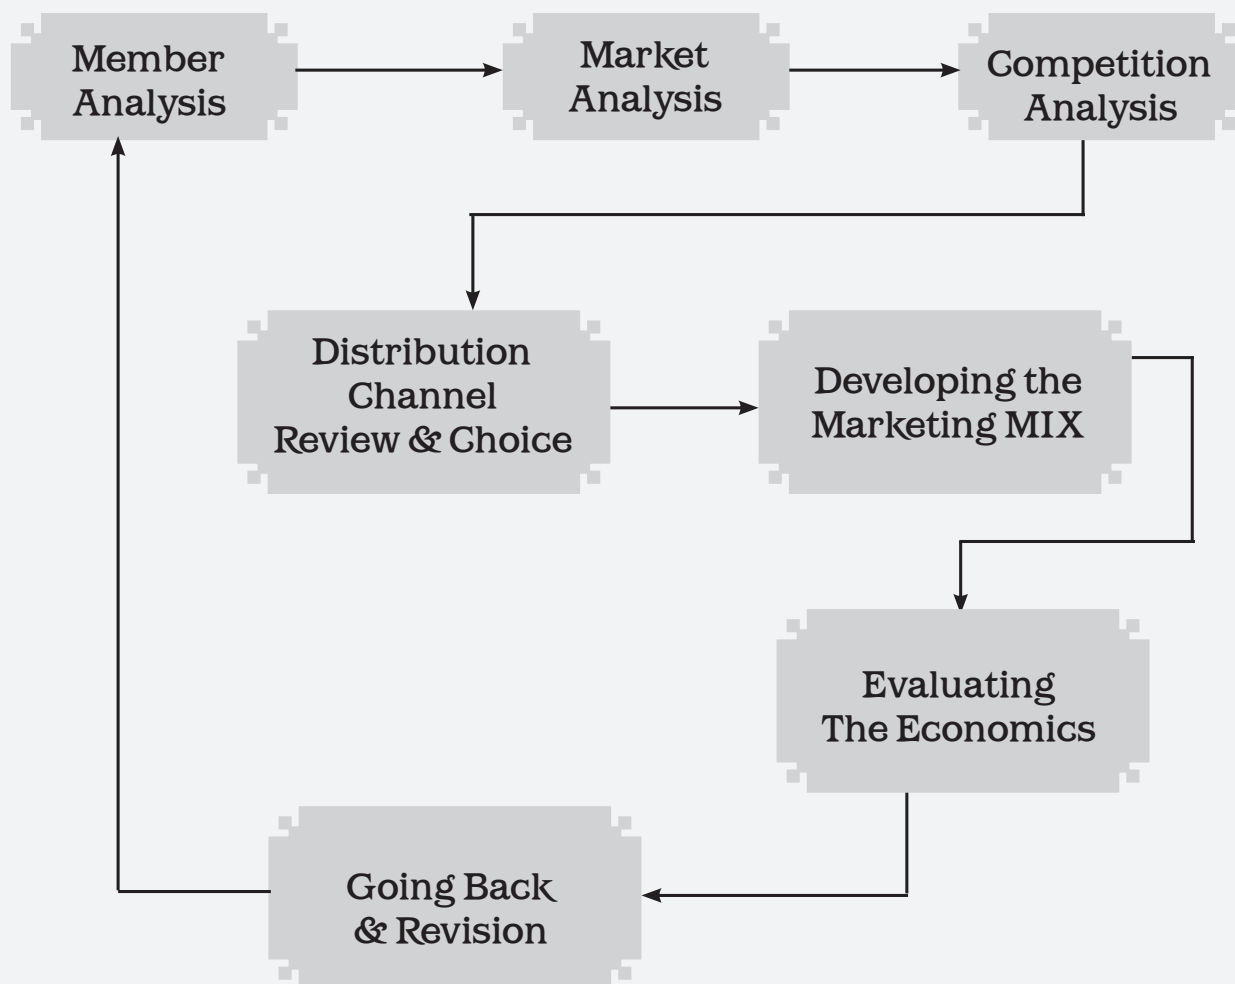 Member
Analysis
Market
Analysis
Competition
Analysis
Distribution
Channel
Review & Choice
Developing the
Marketing MIX
Evaluating
The Economics
Going Back
& Revision